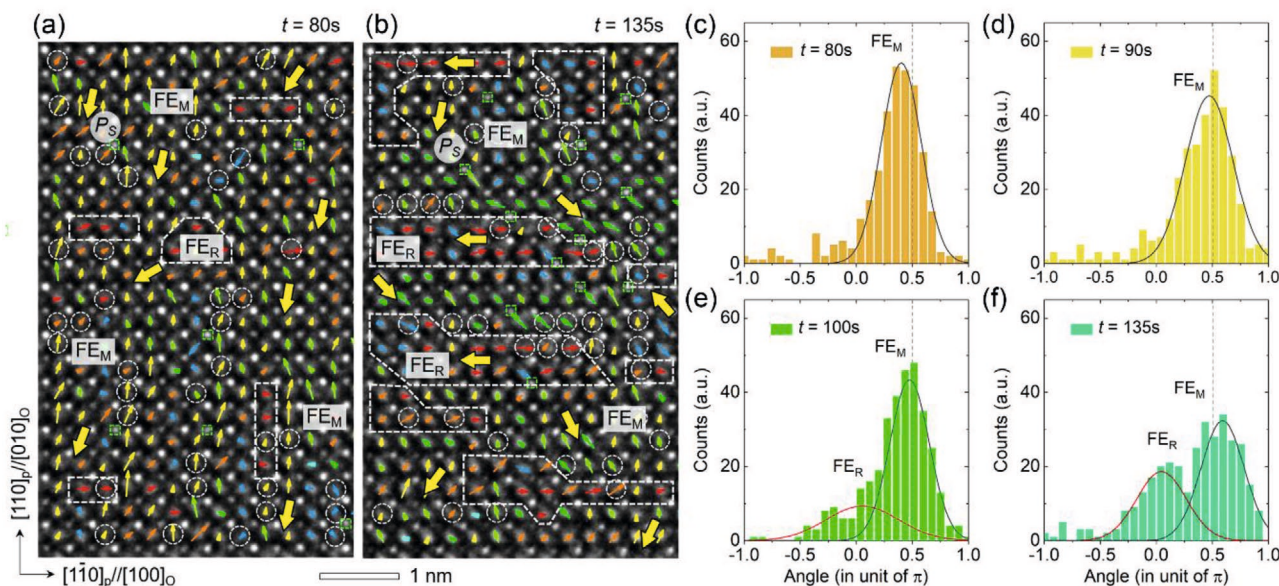 (a)
t = 80s
FE_M
P_S
FE_R
FE_M
FE_M
[110]_p//[010]_O
[11̅0]_p//[100]_O
1 nm
(b)
t = 135s
FE_M
P_S
FE_R
FE_R
FE_M
(c)
60
40
20
0
Counts (a.u.)
t = 80s
FE_M
-1.0
-0.5
0.0
0.5
1.0
(d)
60
40
20
0
Counts (a.u.)
t = 90s
FE_M
-1.0
-0.5
0.0
0.5
1.0
(e)
60
40
20
0
Counts (a.u.)
t = 100s
FE_M
FE_R
-1.0
-0.5
0.0
0.5
1.0
Angle (in unit of π)
(f)
60
40
20
0
Counts (a.u.)
t = 135s
FE_M
FE_R
-1.0
-0.5
0.0
0.5
1.0
Angle (in unit of π)